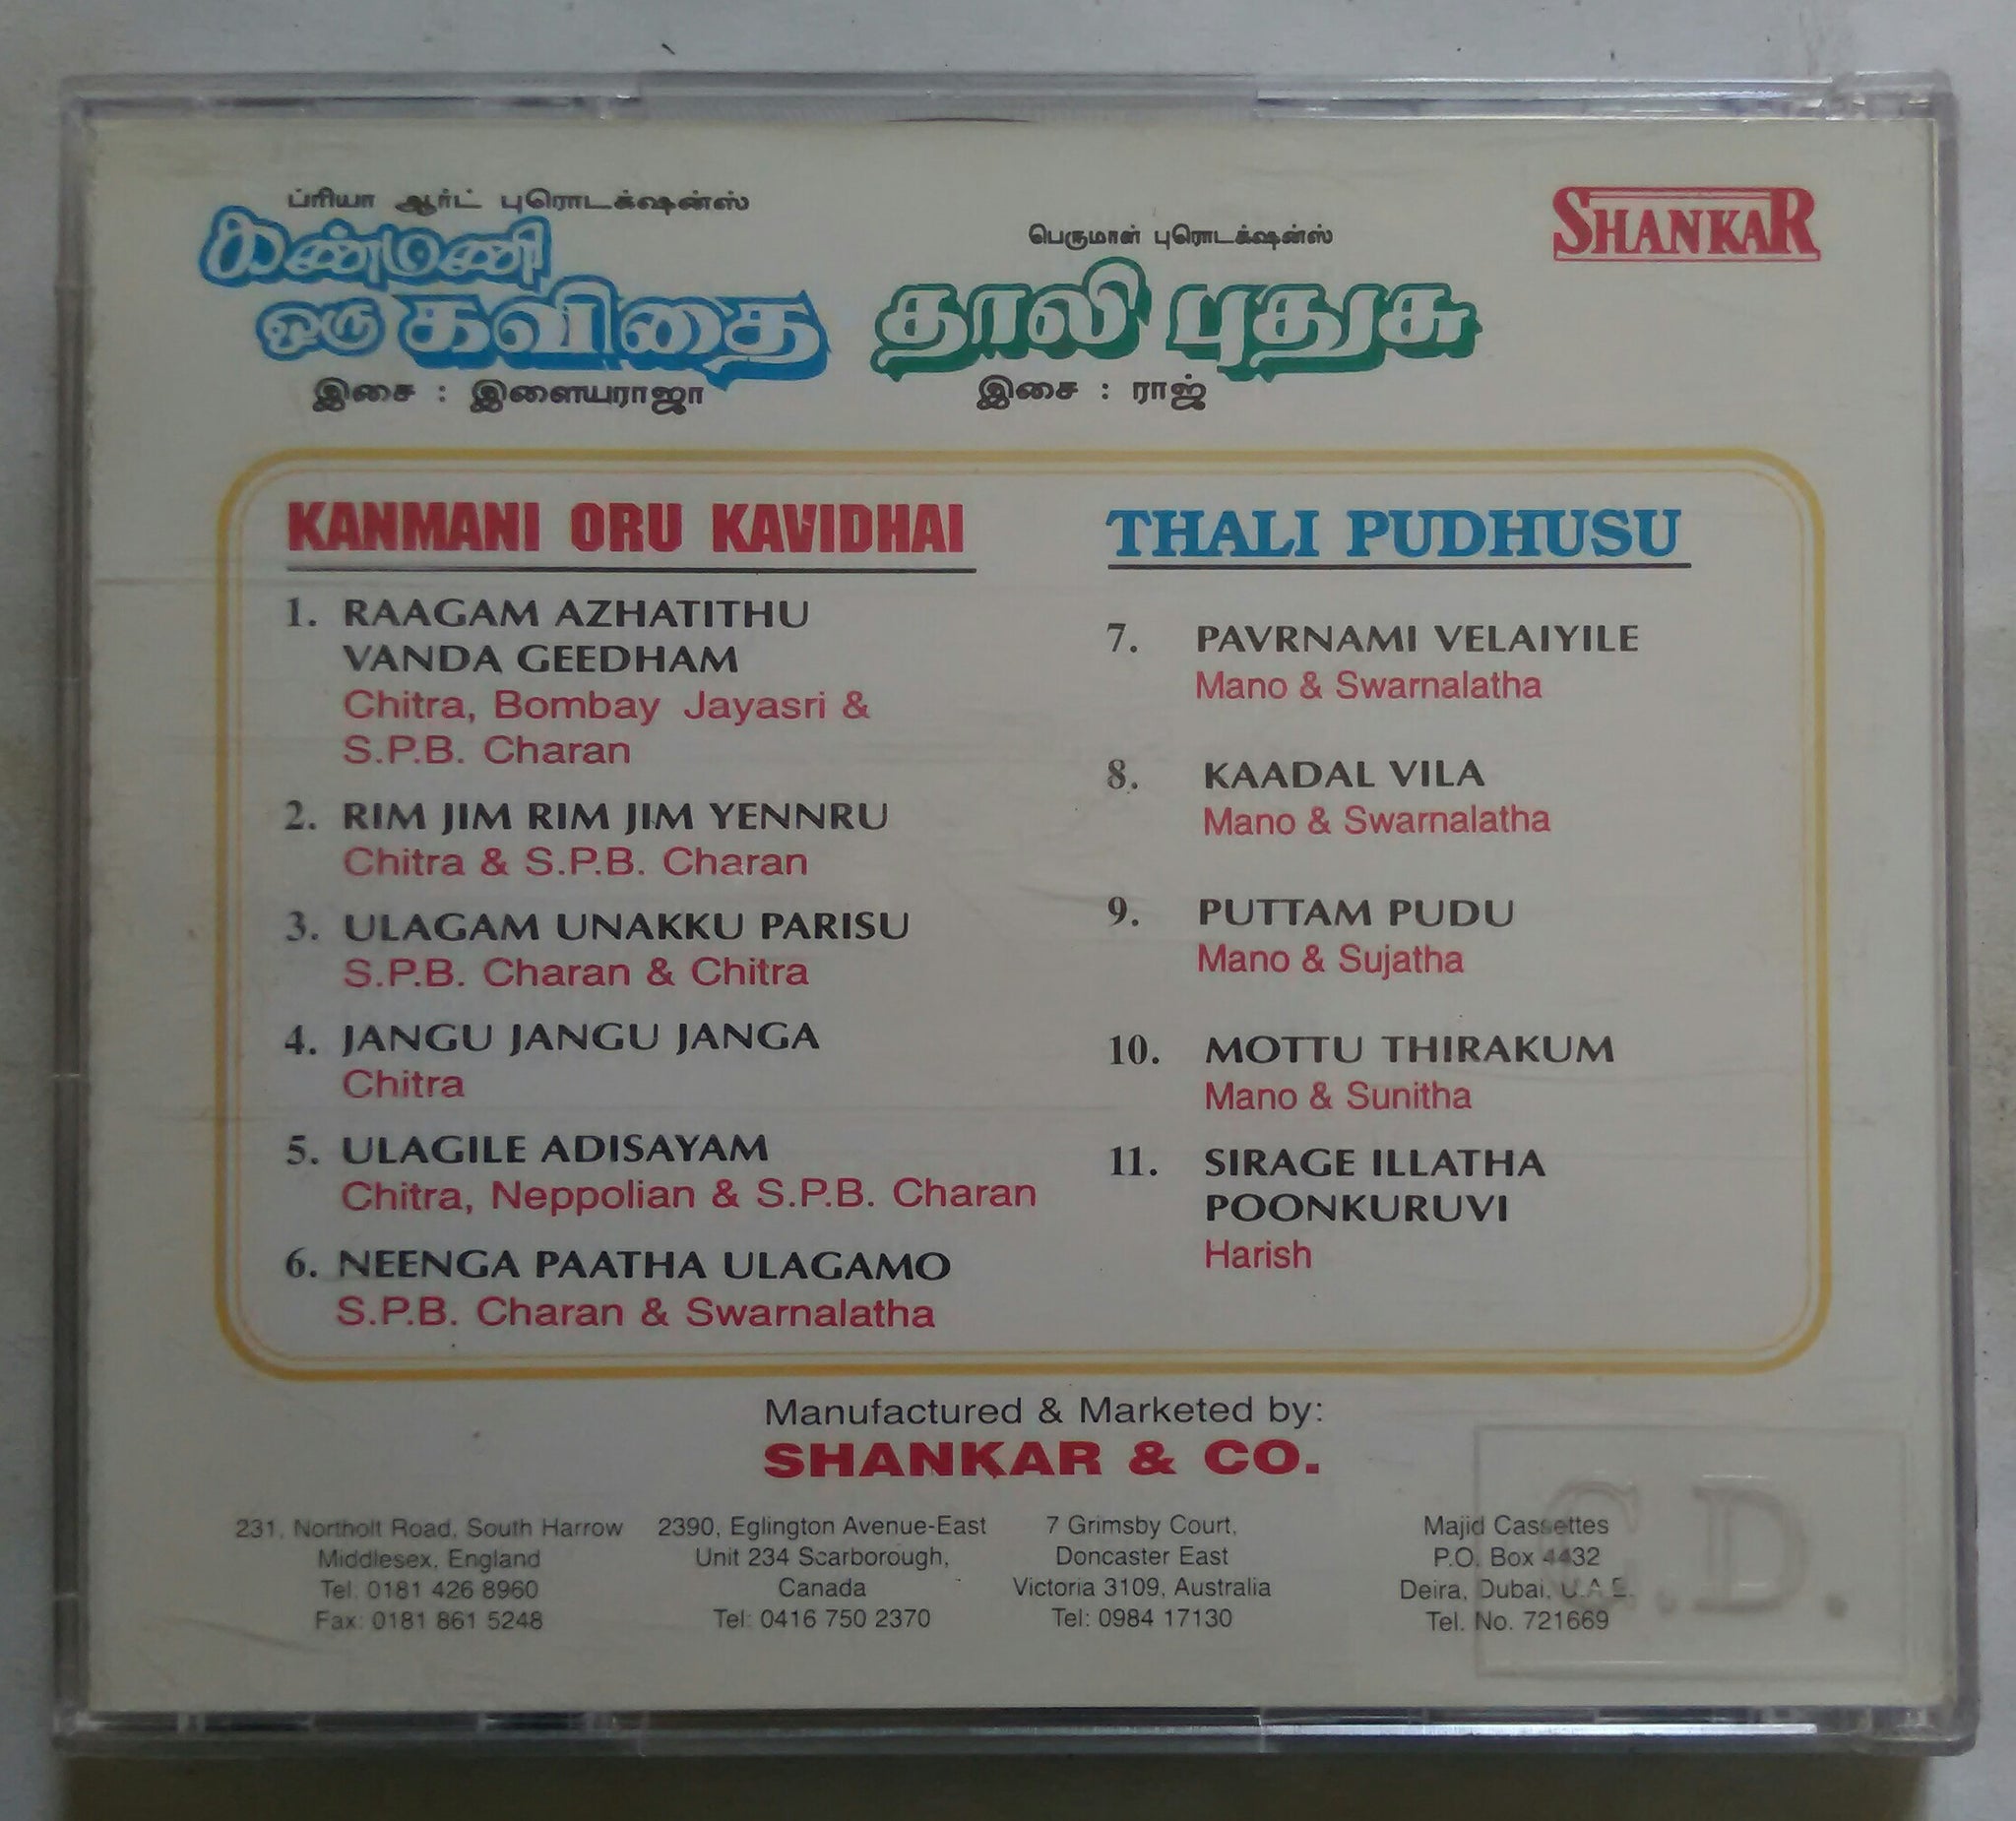 ப்ரியா ஆர்ட் புரொடக்ஷன்ஸ்
கண்மணி
ஒரு கவிதை
இசை : இளையராஜா
பெருமாள் புரொடக்ஷன்ஸ்
தாலி புதுசு
இசை : ராஜ்
SHANKAR
KANMANI ORU KAVIDHAI
1. RAAGAM AZHATITHU
VANDA GEEDHAM
Chitra, Bombay Jayasri &
S.P.B. Charan
2. RIM JIM RIM JIM YENNRU
Chitra & S.P.B. Charan
3. ULAGAM UNAKKU PARISU
S.P.B. Charan & Chitra
4. JANGU JANGU JANGA
Chitra
5. ULAGILE ADISAYAM
Chitra, Neppolian & S.P.B. Charan
6. NEENGA PAATHA ULAGAMO
S.P.B. Charan & Swarnalatha
THALI PUDHUSU
7. PAVRNAMI VELAIYILE
Mano & Swarnalatha
8. KAADAL VILA
Mano & Swarnalatha
9. PUTTAM PUDU
Mano & Sujatha
10. MOTTU THIRAKUM
Mano & Sunitha
11. SIRAGE ILLATHA
POONKURUVI
Harish
Manufactured & Marketed by:
SHANKAR & CO.
231, Northolt Road, South Harrow
Middlesex, England
Tel. 0181 426 8960
Fax: 0181 861 5248
2390, Eglington Avenue-East
Unit 234 Scarborough,
Canada
Tel: 0416 750 2370
7 Grimsby Court,
Doncaster East
Victoria 3109, Australia
Tel: 0984 17130
Majid Cassettes
P.O. Box 4432
Deira, Dubai, U.A.E.
Tel. No. 721669
C.D.